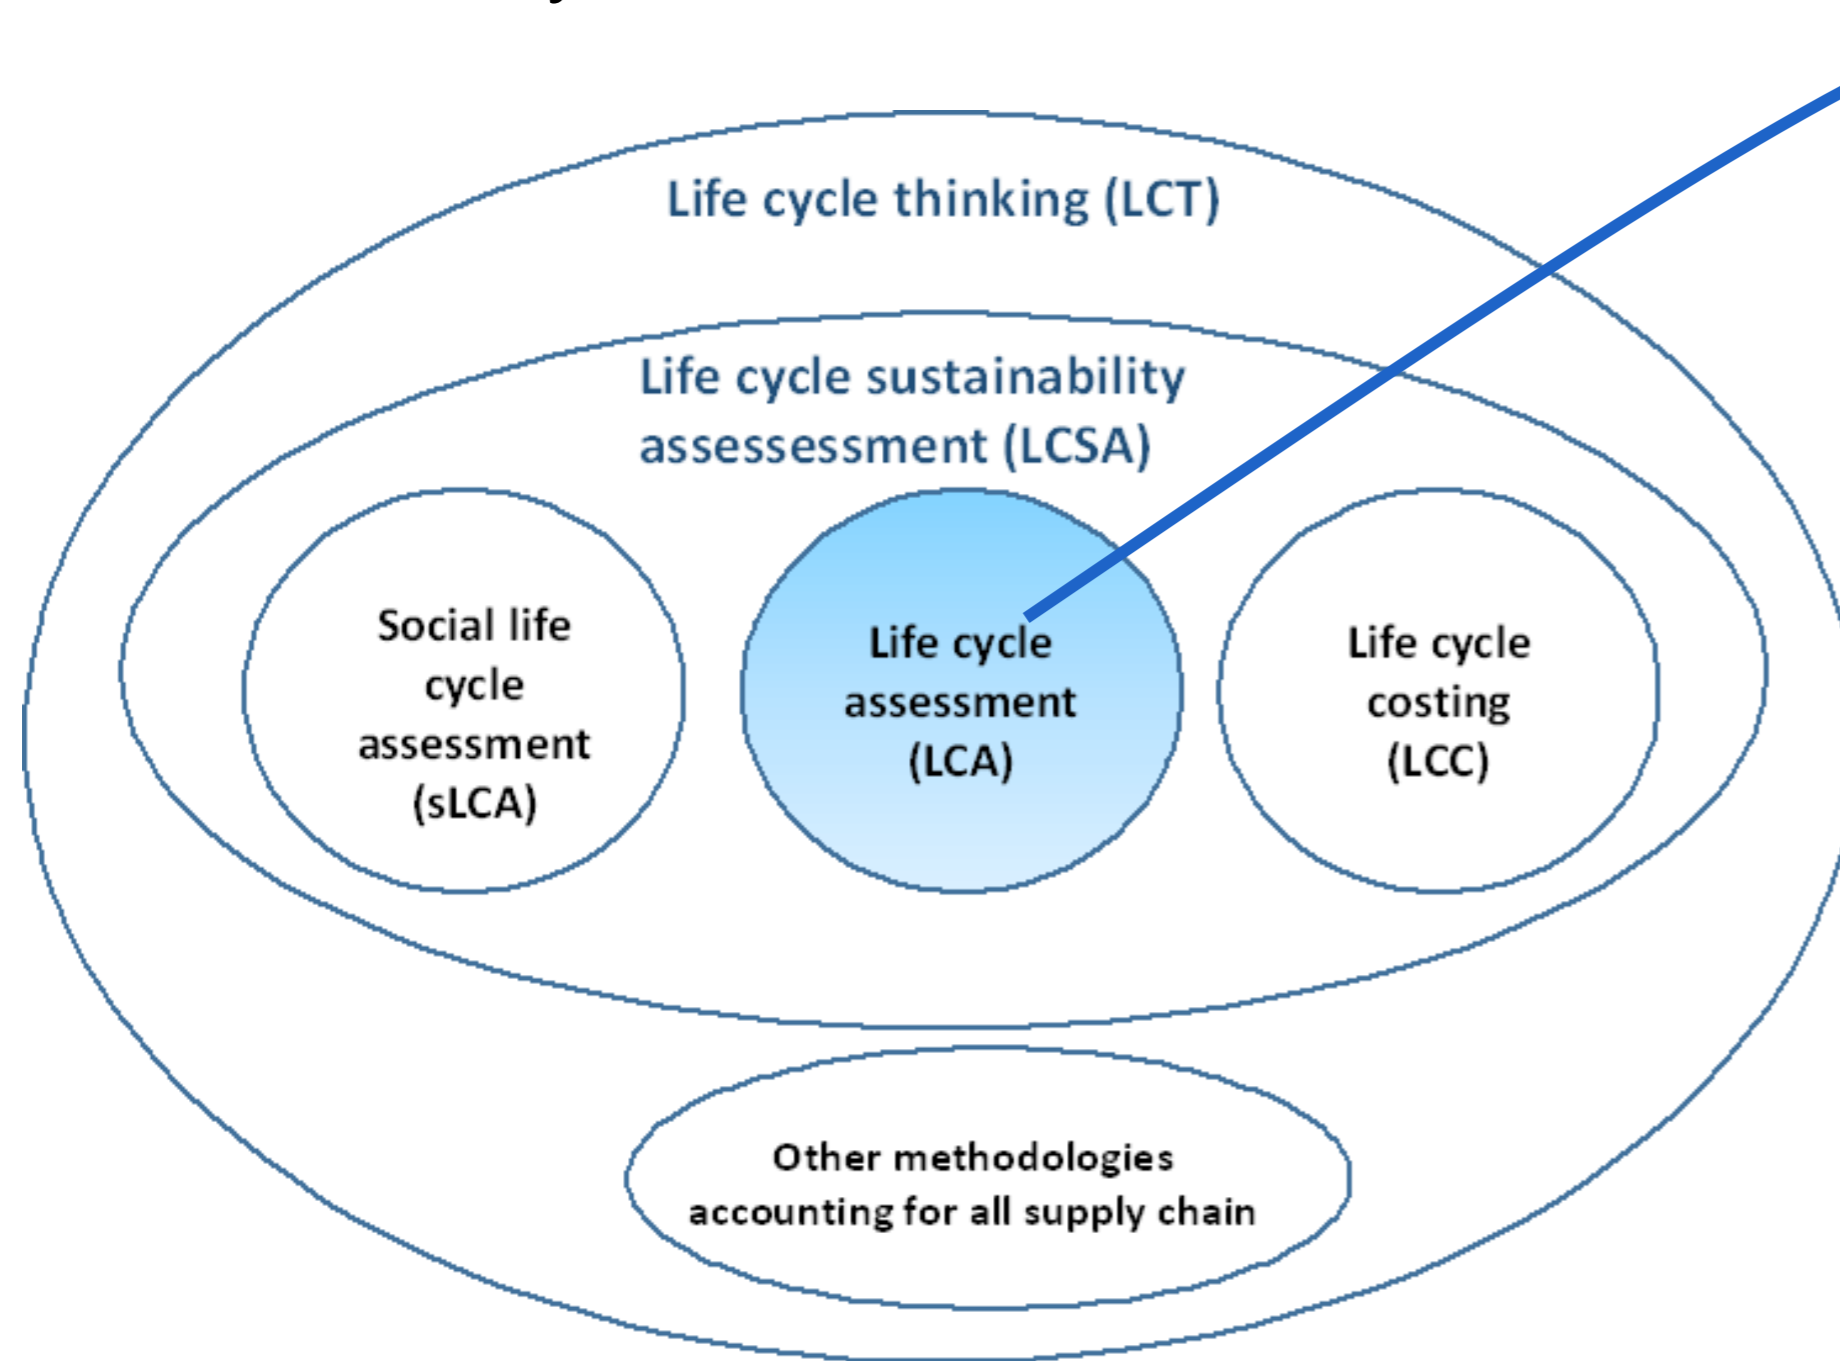 Life cycle thinking (LCT)
Life cycle sustainability
assessessment (LCSA)
Social life
cycle
assessment
(sLCA)
Life cycle
assessment
(LCA)
Life cycle
costing
(LCC)
Other methodologies
accounting for all supply chain